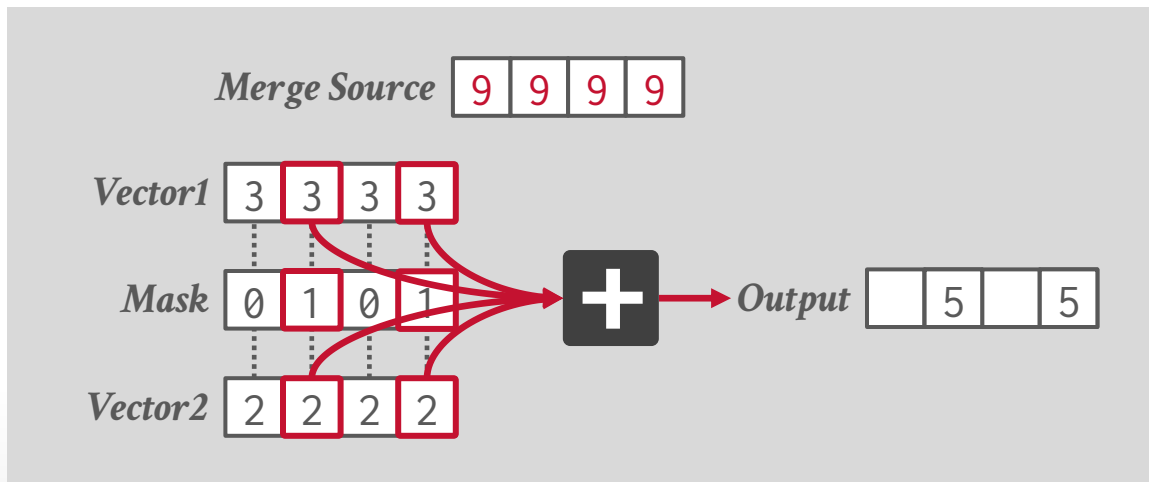 Merge Source 9 9 9 9
Vector1 3 3 3 3
Mask 0 1 0 1
+ Output 5 5
Vector2 2 2 2 2